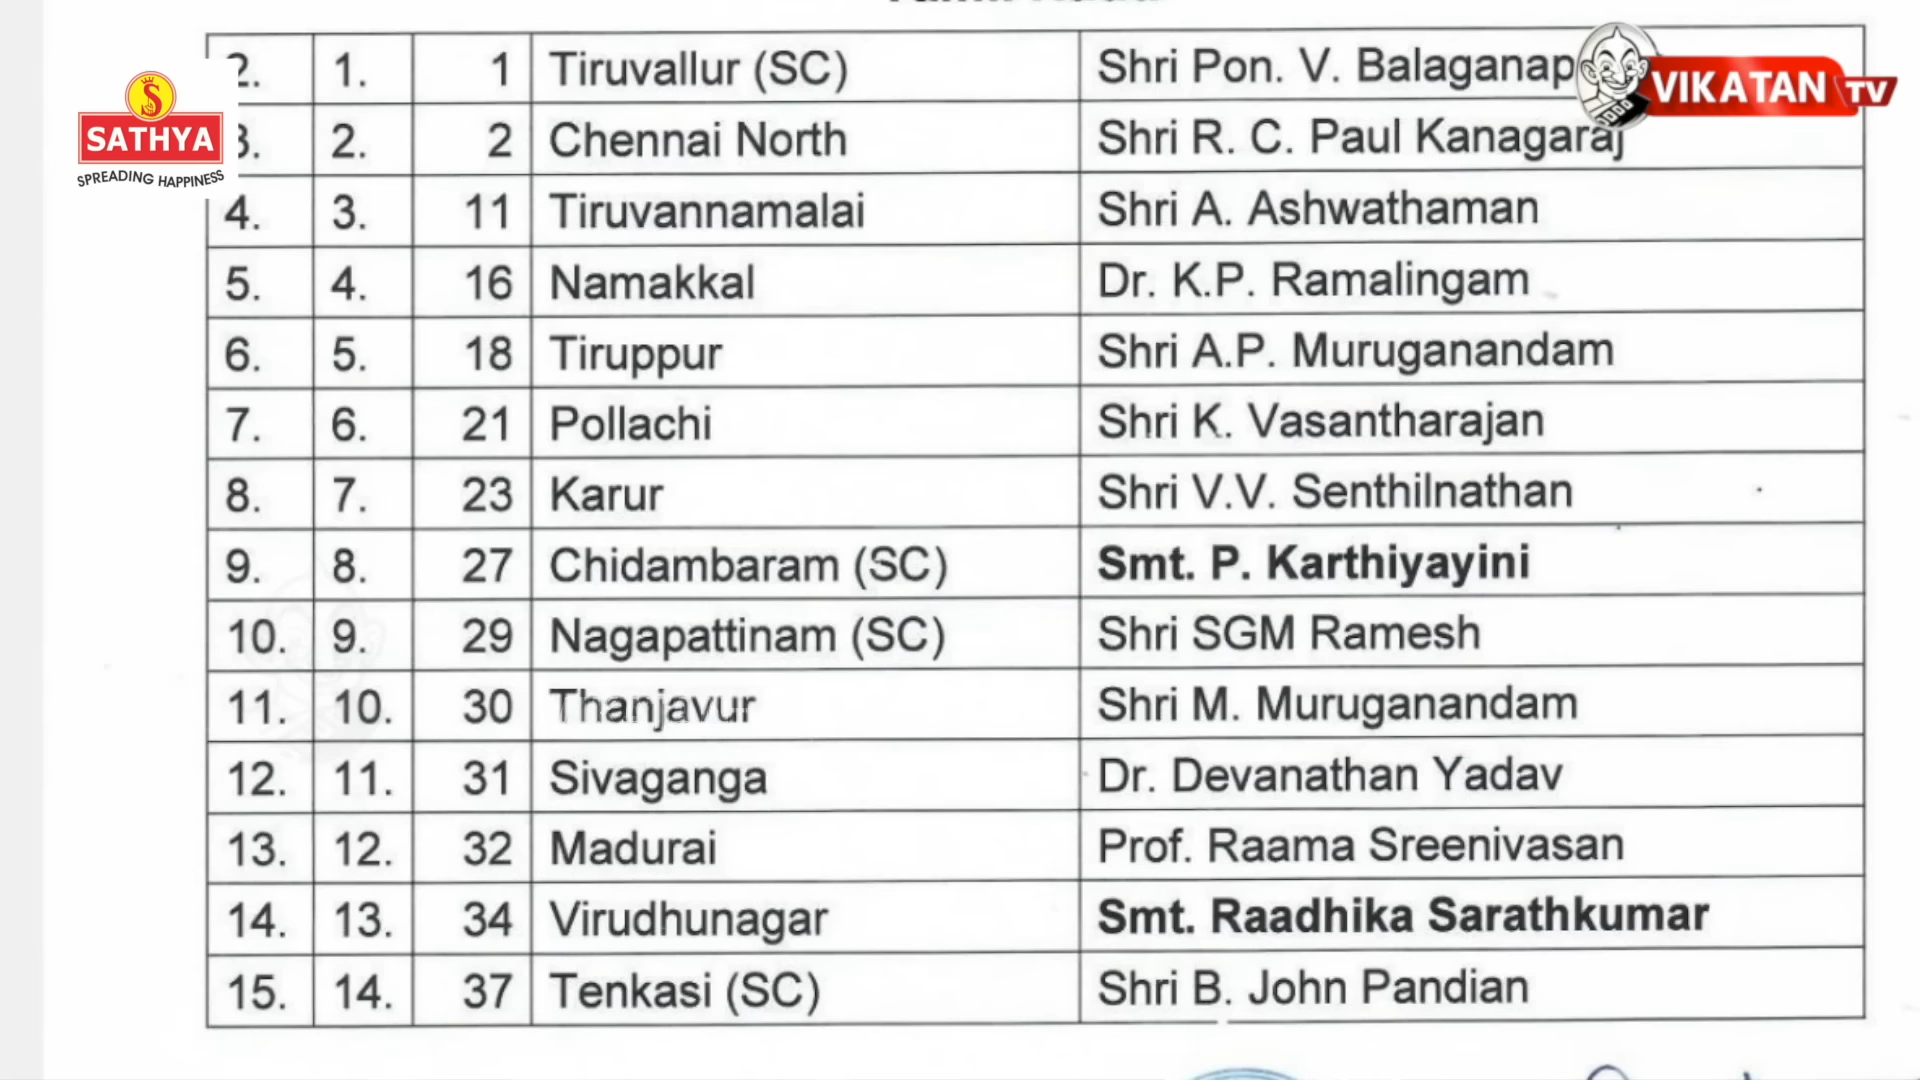 2. 1. 1 Tiruvallur (SC) Shri Pon. V.
SATHYA
SPREADING HAPPINESS
VIKATAN TV
3. 2. 2 Chennai North Shri R. C. Paul Kanagaraj
4. 3. 11 Tiruvannamalai Shri A. Ashwathaman
5. 4. 16 Namakkal Dr. K.P. Ramalingam
6. 5. 18 Tiruppur Shri A.P. Muruganandam
7. 6. 21 Pollachi Shri K. Vasantharajan
8. 7. 23 Karur Shri V.V. Senthilnathan
9. 8. 27 Chidambaram (SC) Smt. P. Karthiyayini
10. 9. 29 Nagapattinam (SC) Shri SGM Ramesh
11. 10. 30 Thanjavur Shri M. Muruganandam
12. 11. 31 Sivaganga Dr. Devanathan Yadav
13. 12. 32 Madurai Prof. Raama Sreenivasan
14. 13. 34 Virudhunagar Smt. Raadhika Sarathkumar
15. 14. 37 Tenkasi (SC) Shri B. John Pandian